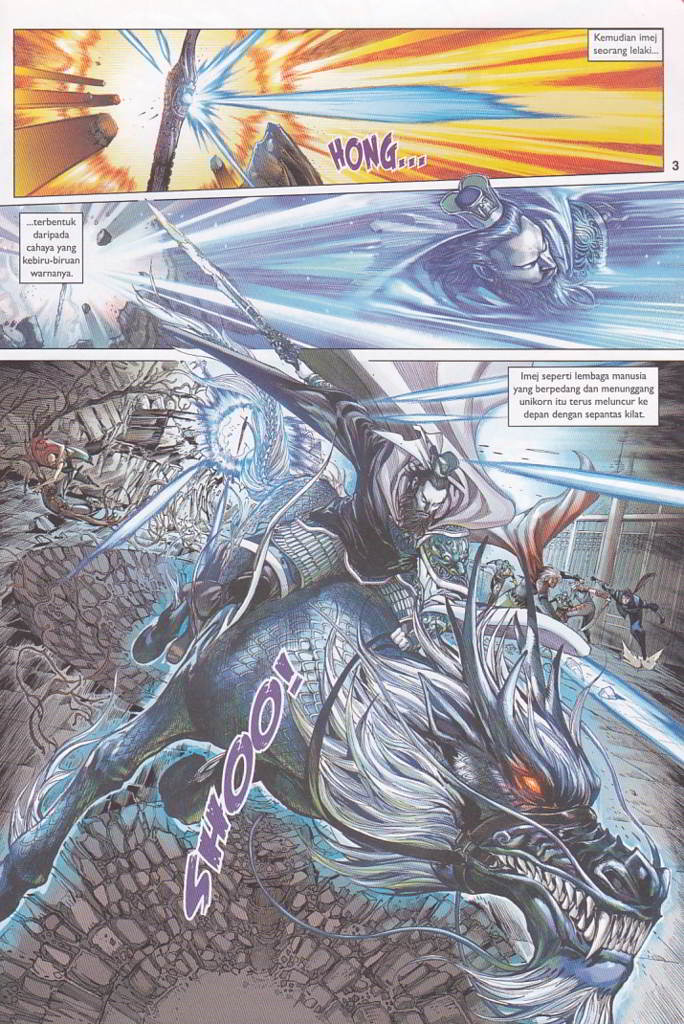 Kemudian imej
seorang lelaki...
HONG...
3
...terbentuk
daripada
cahaya yang
kebiru-biruan
warnanya.
Imej seperti lembaga manusia
yang berpedang dan menunggang
unikorn itu terus meluncur ke
depan dengan sepantas kilat.
SHOO!